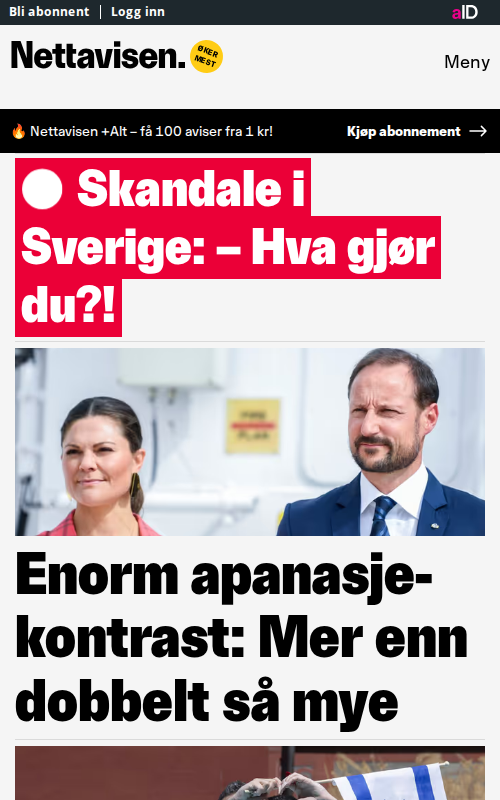 Bli abonnent Logg inn aID
Nettavisen. ØKER
MEST
Meny
🔥 Nettavisen +Alt – få 100 aviser fra 1 kr! Kjøp abonnement →
Skandale i
Sverige: – Hva gjør
du?!
Enorm apanasje-
kontrast: Mer enn
dobbelt så mye